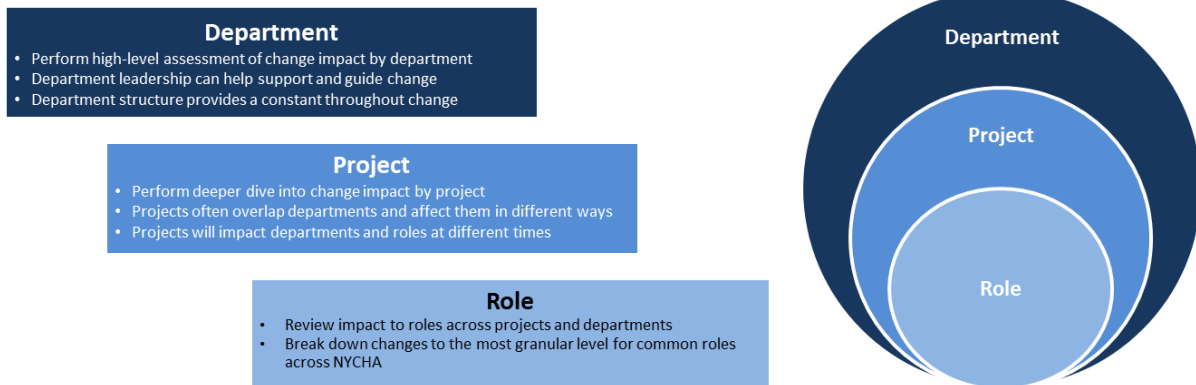 Department
• Perform high-level assessment of change impact by department
• Department leadership can help support and guide change
• Department structure provides a constant throughout change
Project
• Perform deeper dive into change impact by project
• Projects often overlap departments and affect them in different ways
• Projects will impact departments and roles at different times
Role
• Review impact to roles across projects and departments
• Break down changes to the most granular level for common roles
across NYCHA
Department
Project
Role